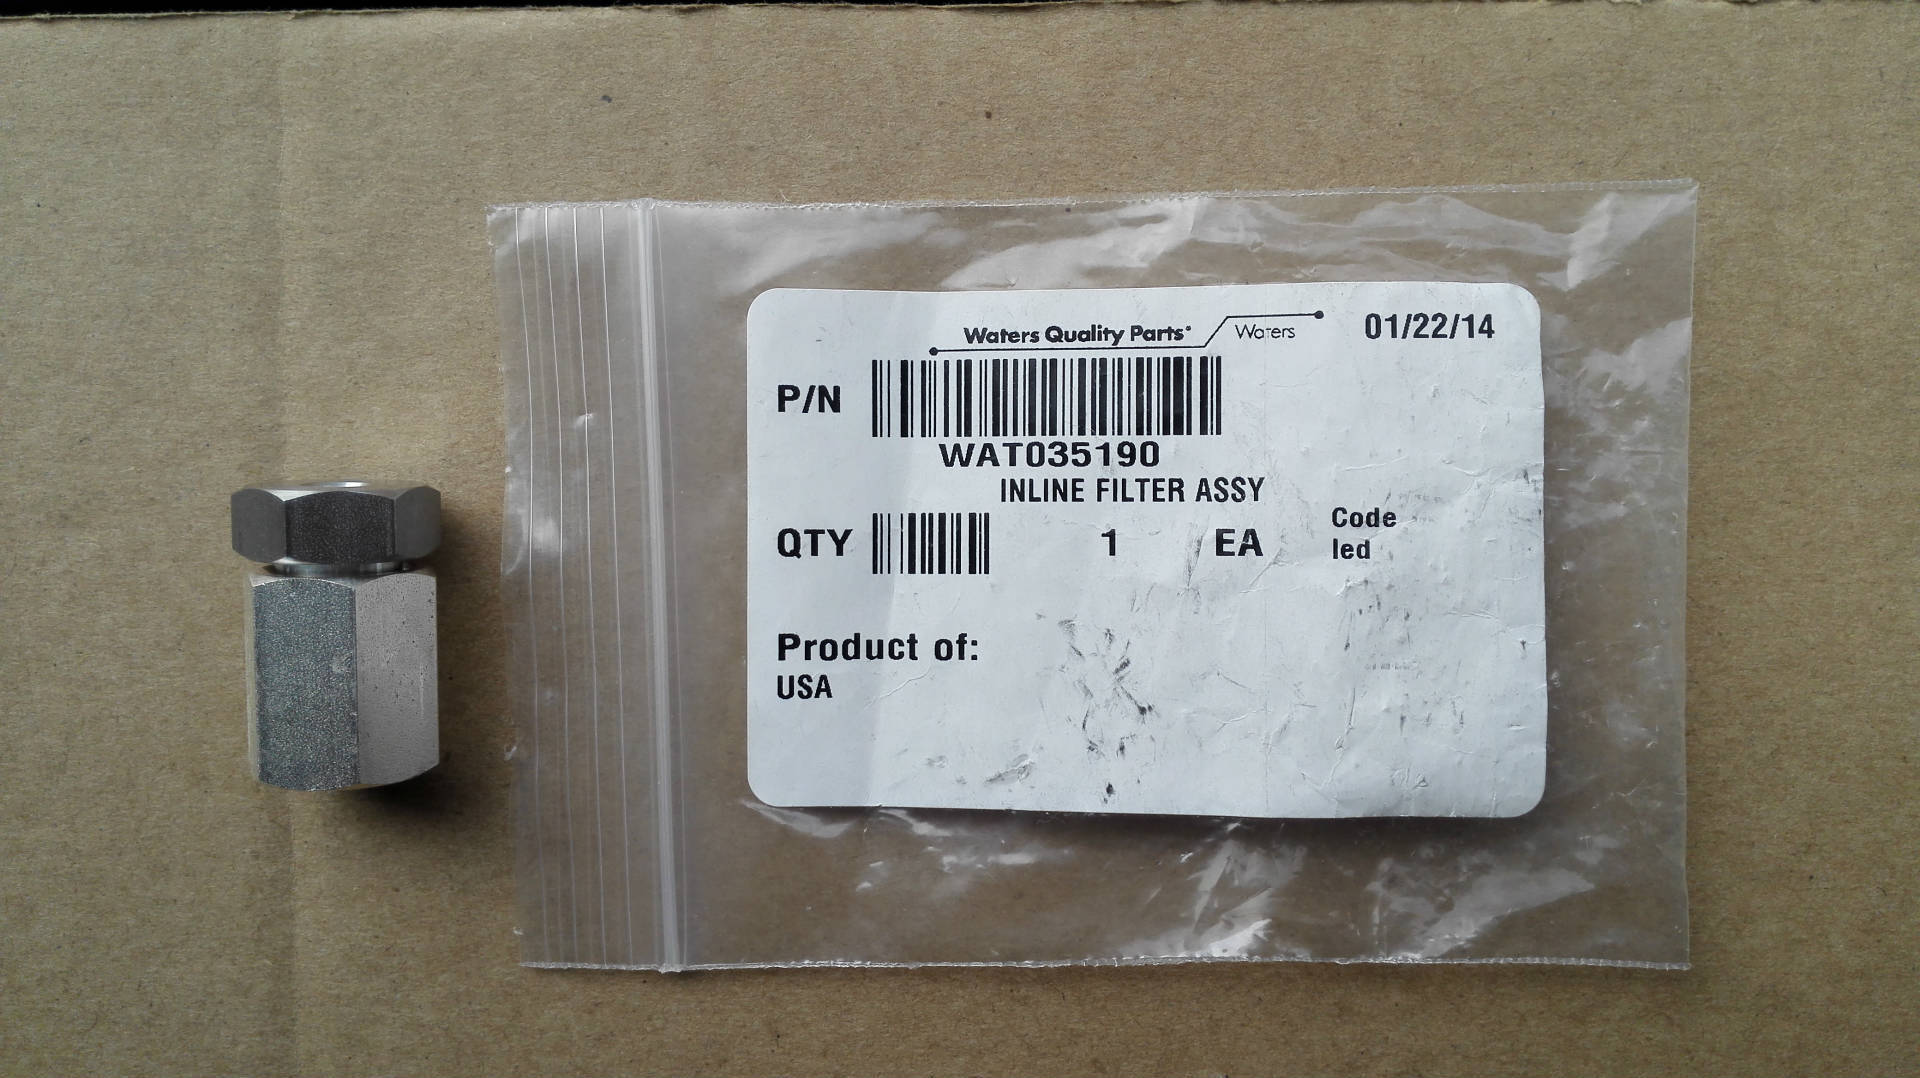 Waters Quality Parts®
Waters
01/22/14
P/N
WAT035190
INLINE FILTER ASSY
QTY 1 EA
Code
led
Product of:
USA